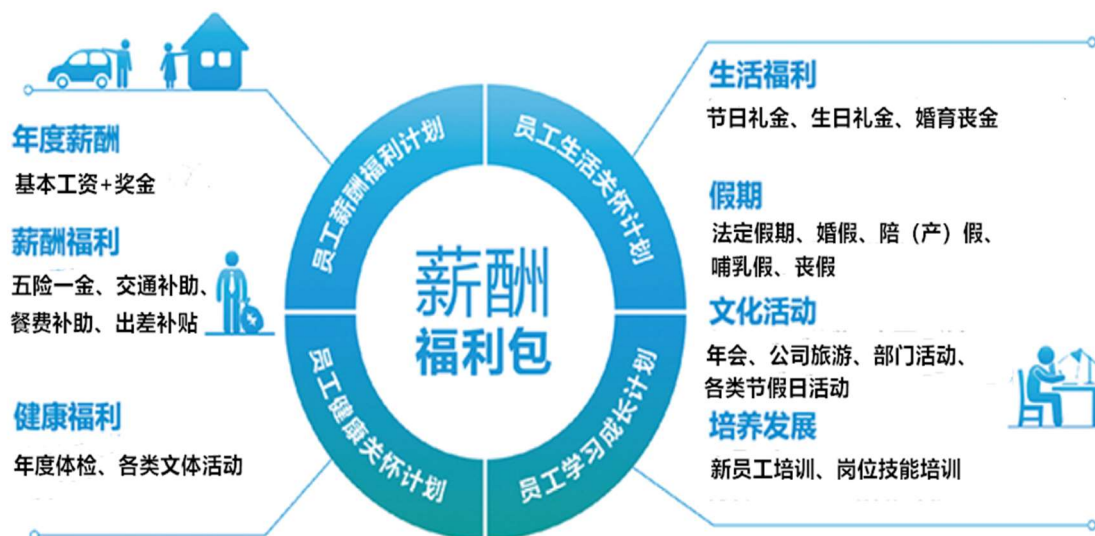 年度薪酬
基本工资+奖金
薪酬福利
五险一金、交通补助、
餐费补助、出差补贴
健康福利
年度体检、各类文体活动
员工薪酬福利计划
员工生活关怀计划
员工健康关怀计划
员工学习成长计划
薪酬
福利包
生活福利
节日礼金、生日礼金、婚育丧金
假期
法定假期、婚假、陪（产）假、
哺乳假、丧假
文化活动
年会、公司旅游、部门活动、
各类节假日活动
培养发展
新员工培训、岗位技能培训